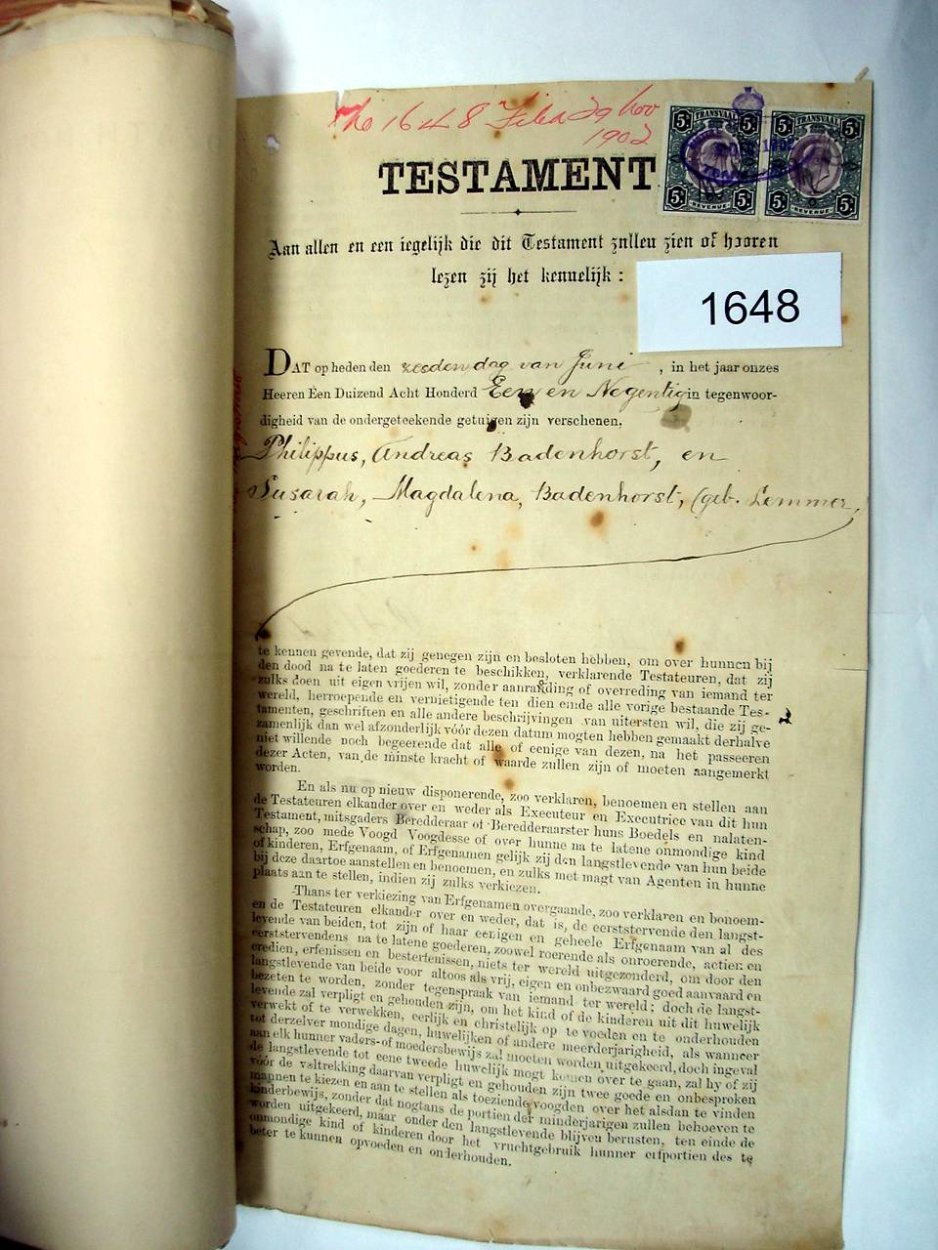 No 1648 Filed 29 Nov
1902
5/ TRANSVAAL 5/
5/ REVENUE 5/
5/ TRANSVAAL 5/
5/ REVENUE 5/
1902
TESTAMENT
Aan allen en een iegelijk die dit Testament zullen zien of hooren
lezen zij het kennelijk:
1648
DAT op heden den zesden dag van Juni, in het jaar onzes
Heeren Een Duizend Acht Honderd Een en Negentig in tegenwoor-
digheid van de ondergeteekende getuigen zijn verschenen.
Philippus, Andreas Badenhorst, en
Susarah, Magdalena, Badenhorst, (geb. Lemmer,
te kennen gevende, dat zij genegen zijn en besloten hebben, om over hunnen bij
den dood na te laten goederen te beschikken, verklarende Testateuren, dat zij
zulks doen uit eigen vrijen wil, zonder aanrading of overreding van iemand ter
wereld, herroepende en vernietigende ten dien einde alle vorige bestaande Tes-
tamenten, geschriften en alle andere beschrijvingen van uitersten wil, die zij ge-
zamenlijk dan wel afzonderlijk vóór dezen datum mogten hebben gemaakt derhalve
niet willende noch begeerende dat alle of eenige van dezen, na het passeeren
dezer Acten, van de minste kracht of waarde zullen zijn of moeten aangemerkt
worden.
En als nu op nieuw disponerende, zoo verklaren, benoemen en stellen aan
de Testateuren elkander over en weder als Executeur en Executrice van dit hun
Testament, mitsgaders Beredderaar of Beredderaarster huns Boedels en nalaten-
schap, zoo mede Voogd Voogdesse of over hunne na te latene onmondige kind
of kinderen, Erfgenaam, of Erfgenamen gelijk zij den langstlevende van hun beide
bij deze daartoe aanstellen en benoemen, en zulks met magt van Agenten in hunne
plaats aan te stellen, indien zij zulks verkiezen.
Thans ter verkiezing van Erfgenamen overgaande, zoo verklaren en benoem-
en de Testateuren elkander over en weder, dat is, de eerststervende den langst-
levende van beiden, tot zijn of haar eenigen en geheele Erfgenaam van al des
eerststervendens na te latene goederen, zoowel roerende als onroerende, actien en
credien, erfenissen en besterfenissen, niets ter wereld uitgezonderd, om door den
langstlevende van beide voor altoos als vrij, eigen en onbezwaard goed aanvaard en
bezeten te worden, zonder tegenspraak van iemand ter wereld; doch de langst-
levende zal verpligt en gehouden zijn, om het kind of de kinderen uit dit huwelijk
verwekt of te verwekken, eerlijk en christelijk op te voeden en te onderhouden
tot derzelver mondige dagen, huwelijken of andere meerderjarigheid, als wanneer
aan elk hunner vaders- of moedersbewijs zal moeten worden uitgekeerd, doch ingeval
de langstlevende tot eene tweede huwelijk mogt komen over te gaan, zal hy of zij
vóór de voltrekking daarvan verpligt en gehouden zijn twee goede en onbesproken
mannen te kiezen en aan te stellen als toeziende voogden over het alsdan te vinden
kinderbewijs, zonder dat nogtans de portien der minderjarigen zullen behoeven te
worden uitgekeerd, maar onder den langstlevende blijven berusten, ten einde de
onmondige kind of kinderen door het vruchtgebruik hunner erfportien des te
beter te kunnen opvoeden en onderhouden.